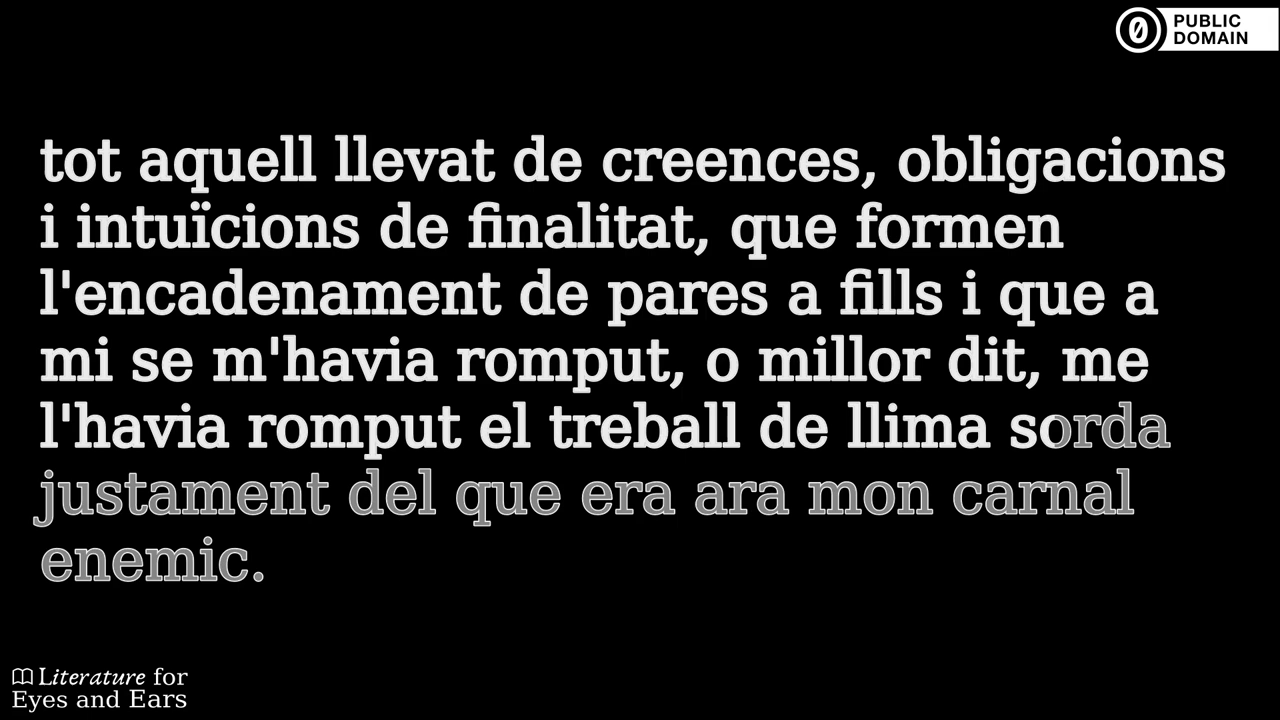 PUBLIC
DOMAIN
tot aquell llevat de creences, obligacions
i intuïcions de finalitat, que formen
l'encadenament de pares a fills i que a
mi se m'havia romput, o millor dit, me
l'havia romput el treball de llima sorda
justament del que era ara mon carnal
enemic.
Literature for
Eyes and Ears